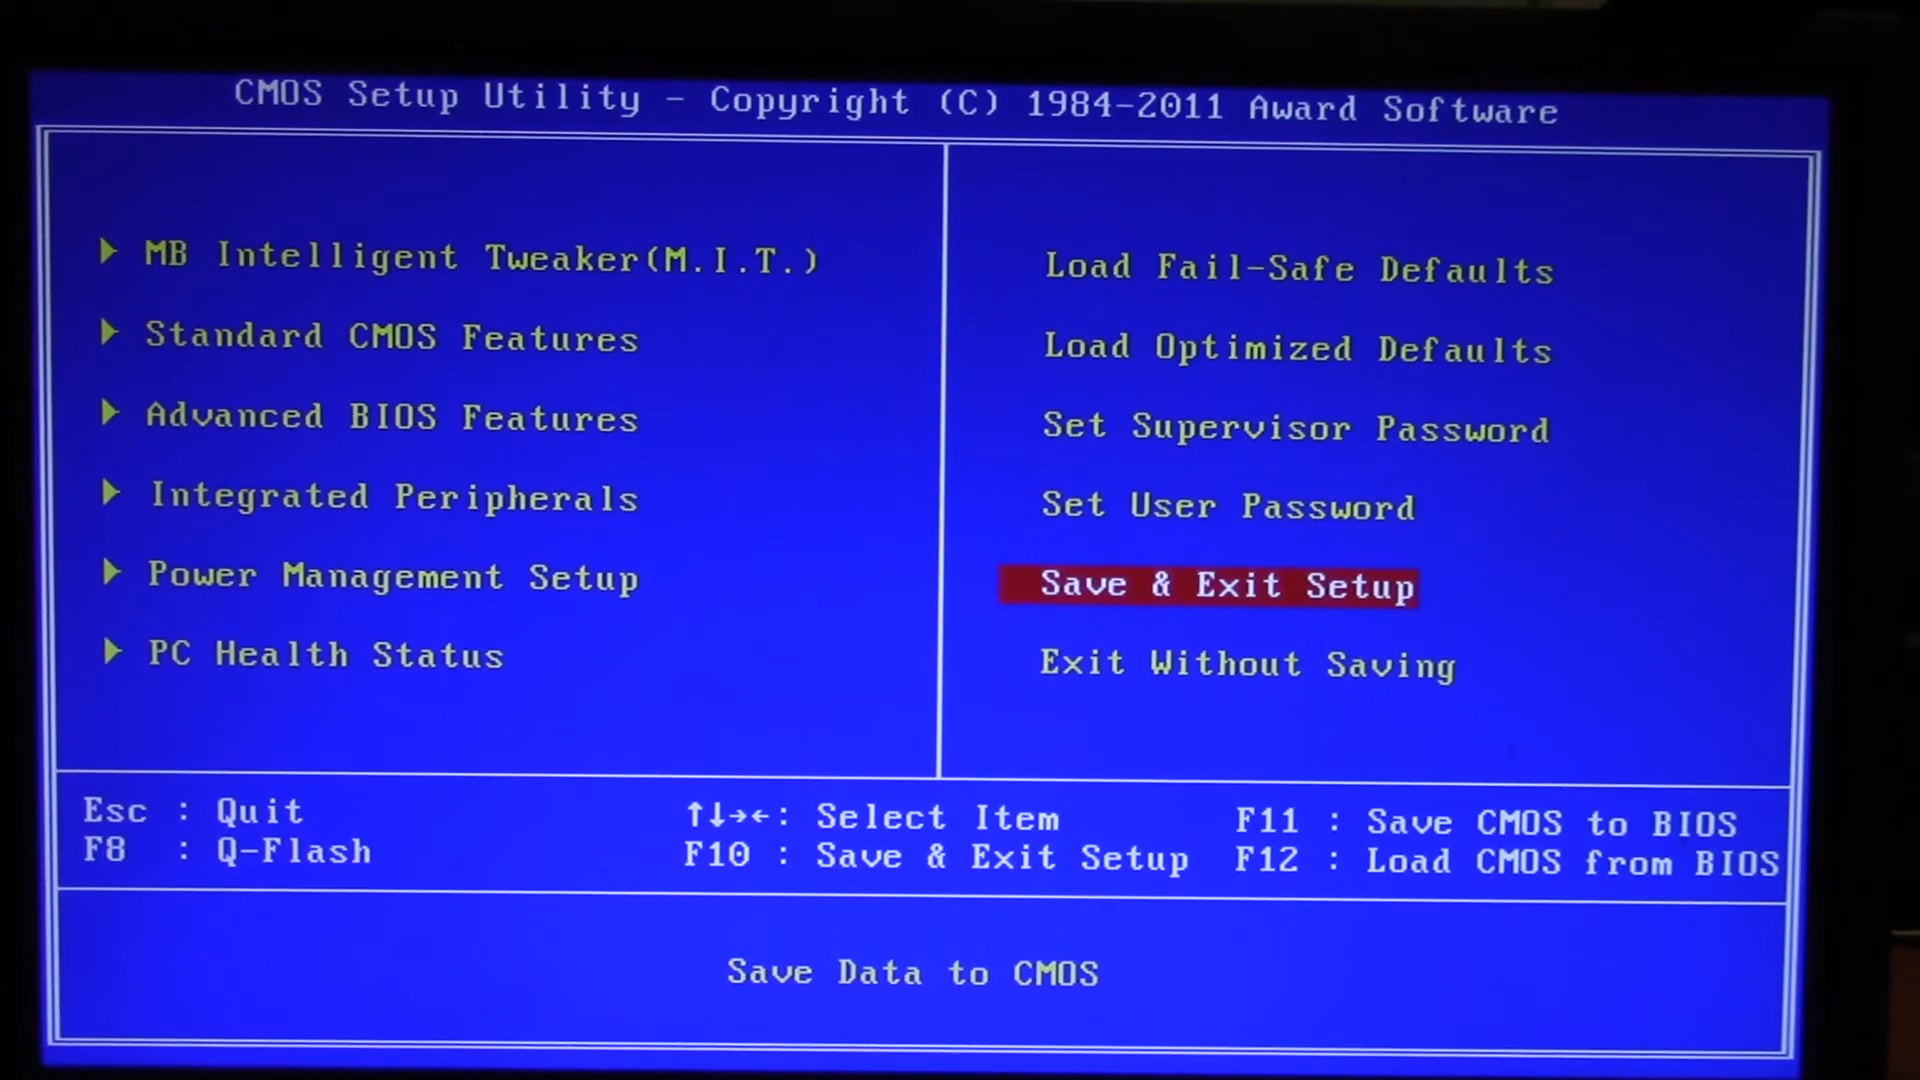 CMOS Setup Utility - Copyright (C) 1984-2011 Award Software
MB Intelligent Tweaker(M.I.T.)
Standard CMOS Features
Advanced BIOS Features
Integrated Peripherals
Power Management Setup
PC Health Status
Load Fail-Safe Defaults
Load Optimized Defaults
Set Supervisor Password
Set User Password
Save & Exit Setup
Exit Without Saving
Esc : Quit
F8 : Q-Flash
↑↓→←: Select Item
F10 : Save & Exit Setup
F11 : Save CMOS to BIOS
F12 : Load CMOS from BIOS
Save Data to CMOS